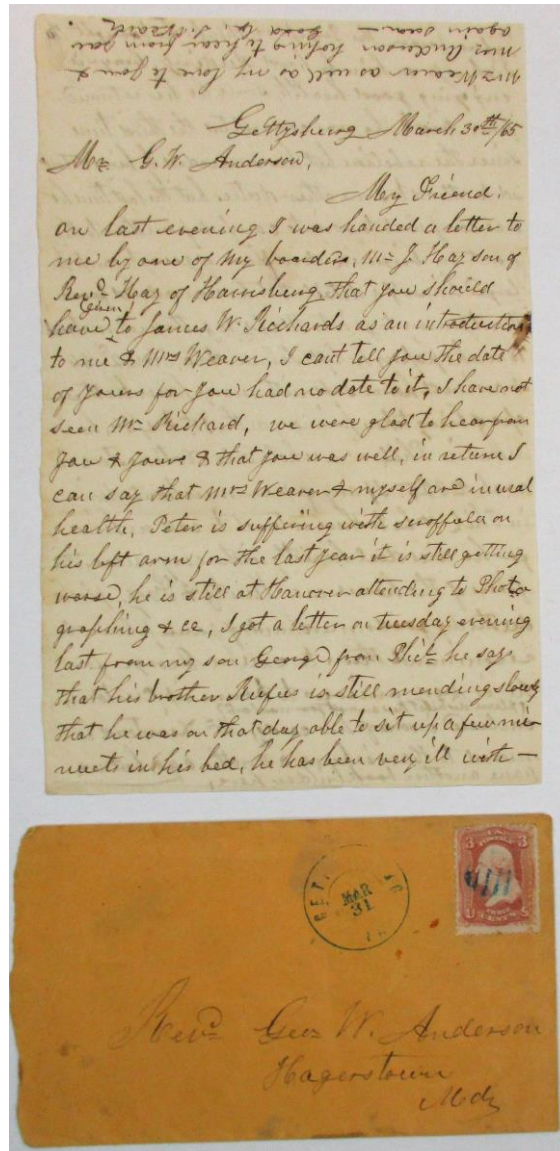 Mrs Weaver as well as my love to you &
Mrs Anderson hoping to hear from you
again soon
Gettysburg March 30th/65
Mr G. W. Anderson,
My Friend.
on last evening I was handed a letter to
me by one of my boarders, Mr J. Hay son of
Revd Hay of Harrisburg, that you should
given
have to James W. Richards as an introduction
to me & Mrs Weaver, I cant tell you the date
of yours for you had no date to it, I have not
seen Mr Richard, we were glad to hear from
you & yours & that you was well, in return I
can say that Mrs Weaver & myself are in usal
health, Peter is suffering with scroffula on
his left arm for the last year it is still getting
worse, he is still at Hanover attending to Photo
graphing & cc, I got a letter on tuesday evening
last from my son George from Phila he says
that his brother Rufus is still mending slowly
that he was on that day able to sit up a few mi-
nuets in his bed, he has been very ill with —
MAR
31
U S POSTAGE
3 3
THREE
CENTS
Revd Geo W. Anderson
Hagerstown
Md